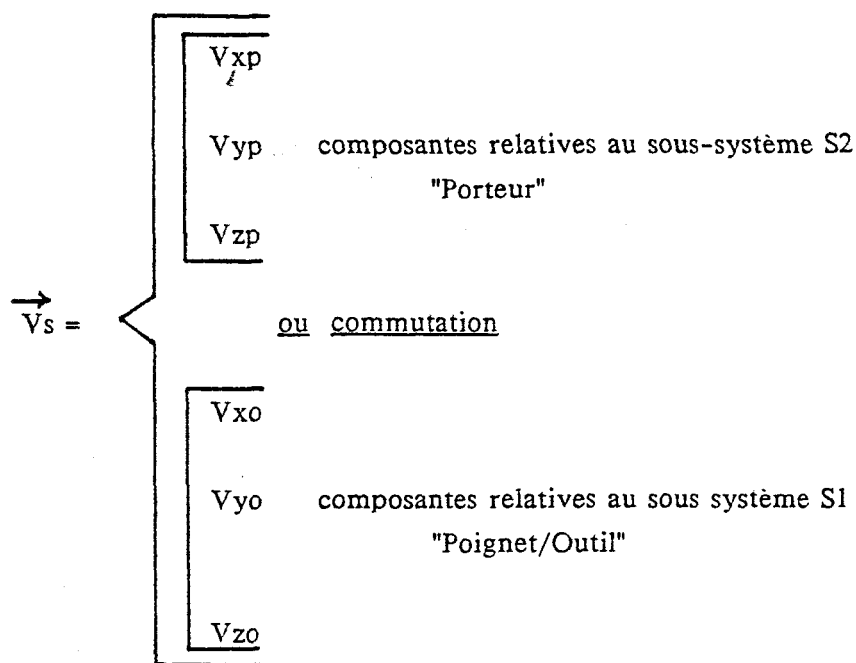 Vxp
Vyp composantes relatives au sous-système S2
"Porteur"
Vzp
Vs = ou commutation
Vxo
Vyo composantes relatives au sous système S1
"Poignet/Outil"
Vzo